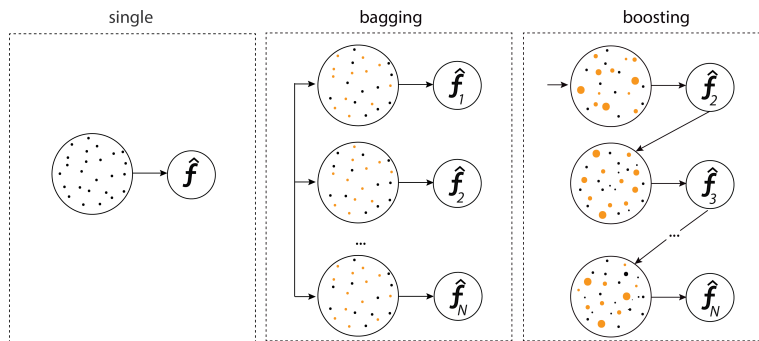 single
bagging
boosting
f̂
f̂1
f̂2
...
f̂N
f̂2
f̂3
...
f̂N